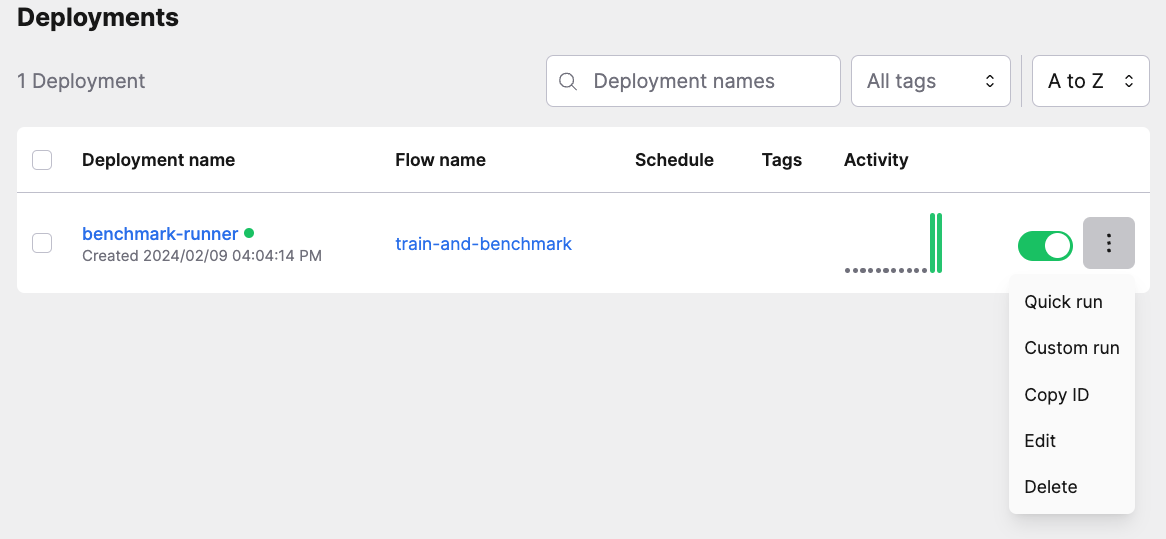 Deployments
1 Deployment
Deployment names
All tags
A to Z
Deployment name Flow name Schedule Tags Activity
benchmark-runner train-and-benchmark
Created 2024/02/09 04:04:14 PM
Quick run
Custom run
Copy ID
Edit
Delete